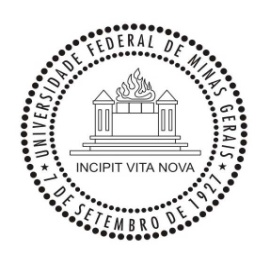 ★ UNIVERSIDADE FEDERAL DE MINAS GERAIS ★
7 DE SETEMBRO DE 1927
INCIPIT VITA NOVA